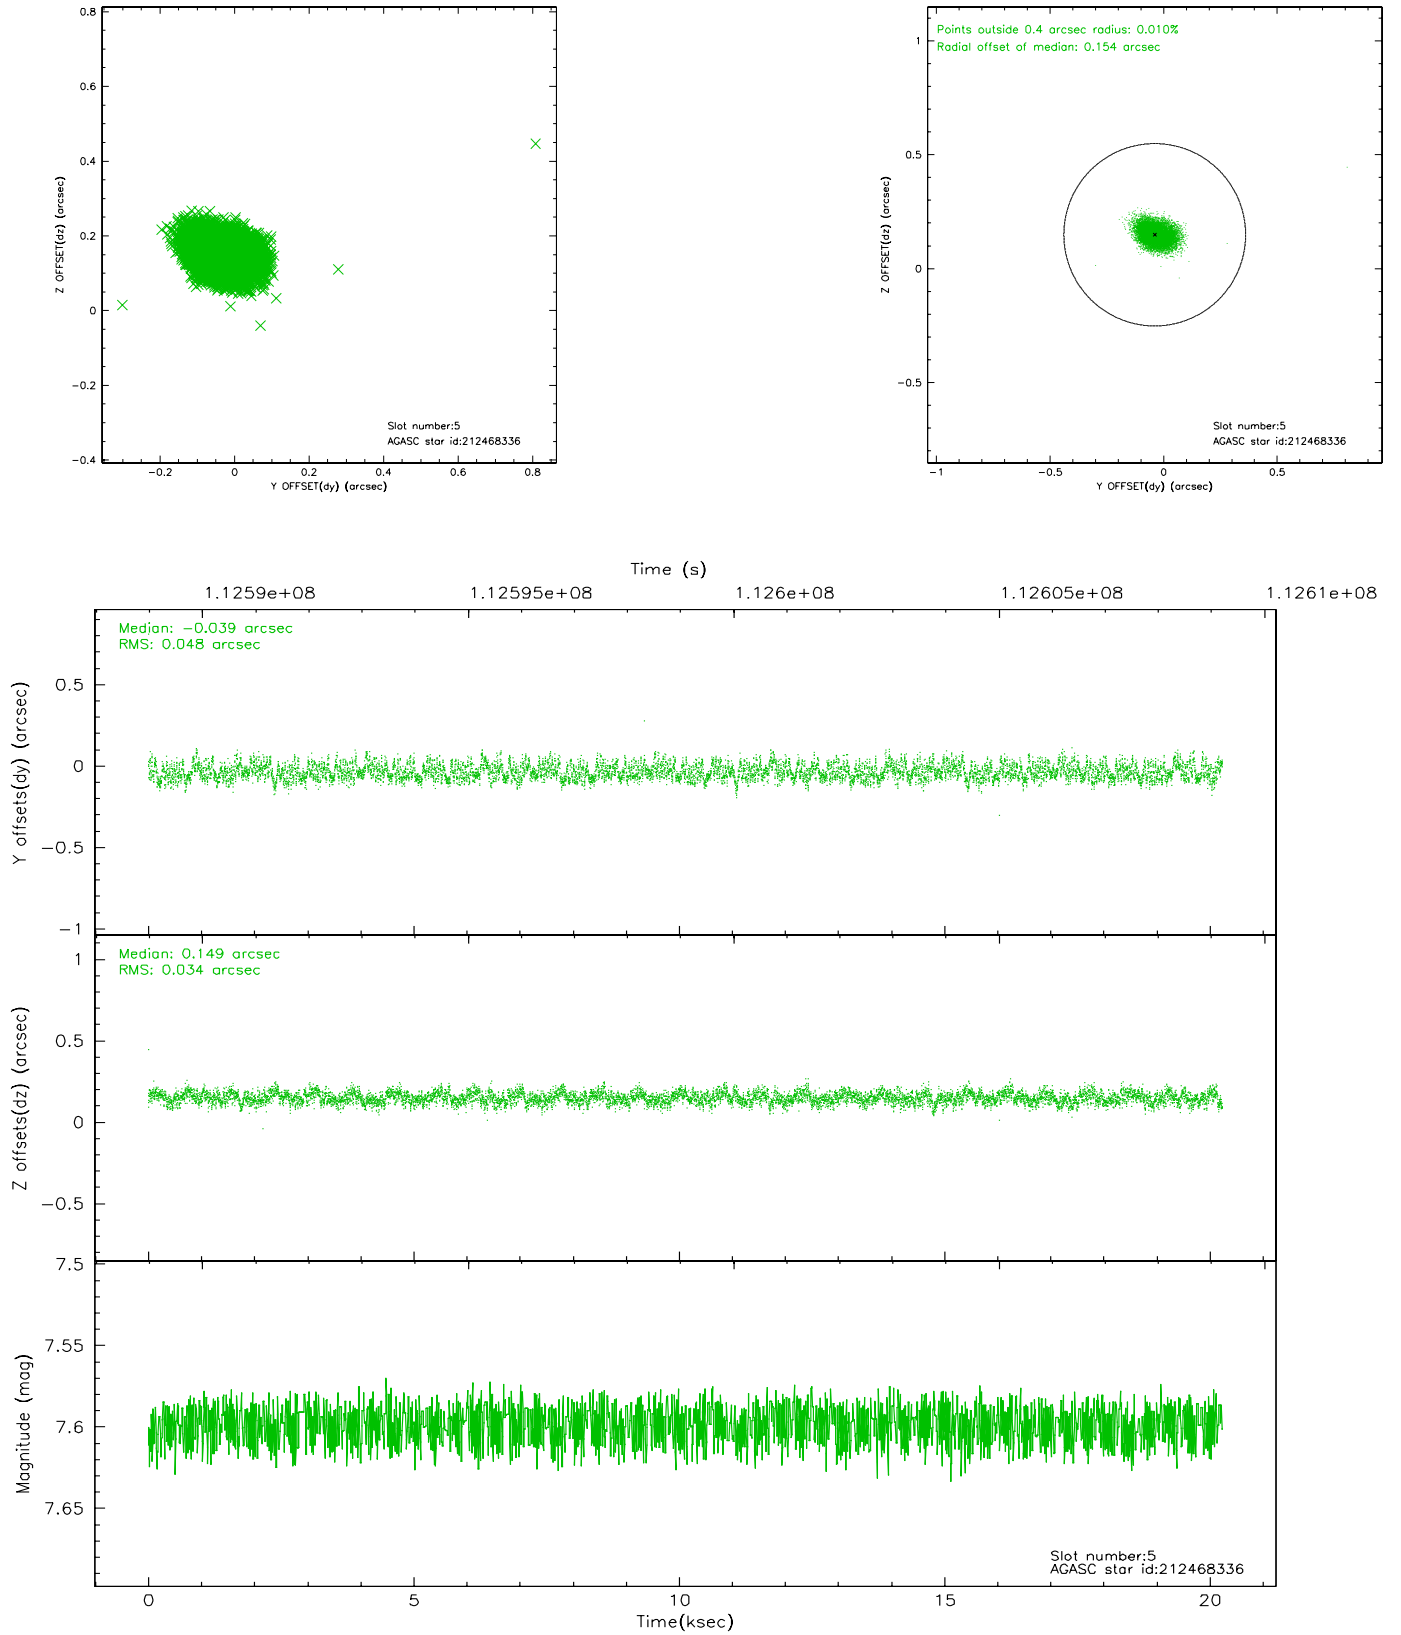 0.8
0.6
0.4
0.2
0
−0.2
−0.4
Z OFFSET(dz) (arcsec)
−0.2 0 0.2 0.4 0.6 0.8
Y OFFSET(dy) (arcsec)
Slot number:5
AGASC star id:212468336
Points outside 0.4 arcsec radius: 0.010%
Radial offset of median: 0.154 arcsec
1
0.5
0
−0.5
Z OFFSET(dz) (arcsec)
−1 −0.5 0 0.5
Y OFFSET(dy) (arcsec)
Slot number:5
AGASC star id:212468336
Time (s)
1.1259e+08 1.12595e+08 1.126e+08 1.12605e+08 1.1261e+08
Median: −0.039 arcsec
RMS: 0.048 arcsec
0.5
0
−0.5
−1
Y offsets(dy) (arcsec)
Median: 0.149 arcsec
RMS: 0.034 arcsec
1
0.5
0
−0.5
Z offsets(dz) (arcsec)
7.5
7.55
7.6
7.65
Magnitude (mag)
Slot number:5
AGASC star id:212468336
0 5 10 15 20
Time(ksec)